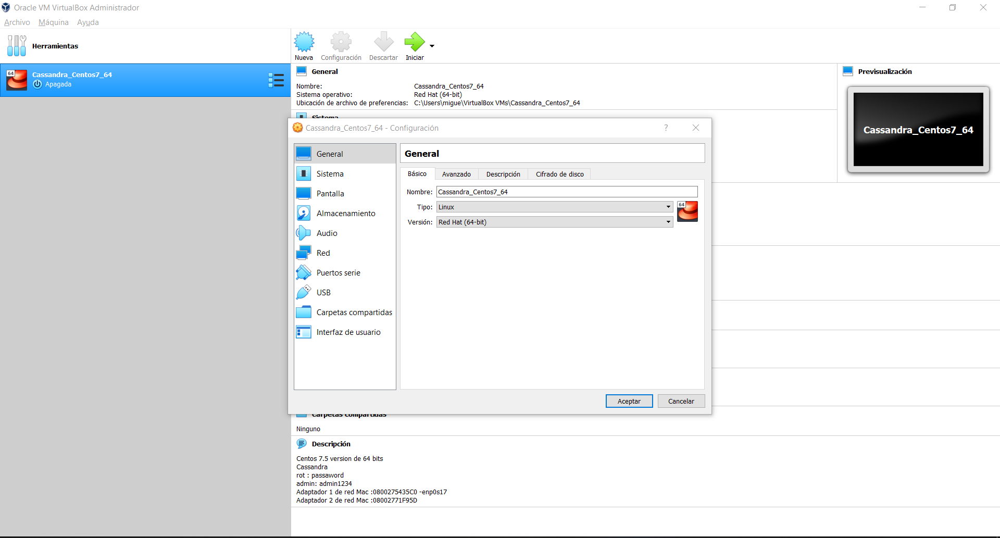 Oracle VM VirtualBox Administrador
Archivo Máquina Ayuda
Herramientas
64
Cassandra_Centos7_64
Apagada
Nueva Configuración Descartar Iniciar
General
Nombre: Cassandra_Centos7_64
Sistema operativo: Red Hat (64-bit)
Ubicación de archivo de preferencias: C:\Users\migue\VirtualBox VMs\Cassandra_Centos7_64
Previsualización
Cassandra_Centos7_64
Sistema
Cassandra_Centos7_64 - Configuración
?
General
Sistema
Pantalla
Almacenamiento
Audio
Red
Puertos serie
USB
Carpetas compartidas
Interfaz de usuario
General
Básico Avanzado Descripción Cifrado de disco
Nombre: Cassandra_Centos7_64
Tipo: Linux
64
Versión: Red Hat (64-bit)
Aceptar Cancelar
Carpetas compartidas
Ninguno
Descripción
Centos 7.5 version de 64 bits
Cassandra
rot : passaword
admin: admin1234
Adaptador 1 de red Mac :0800275435C0 -enp0s17
Adaptador 2 de red Mac :08002771F95D